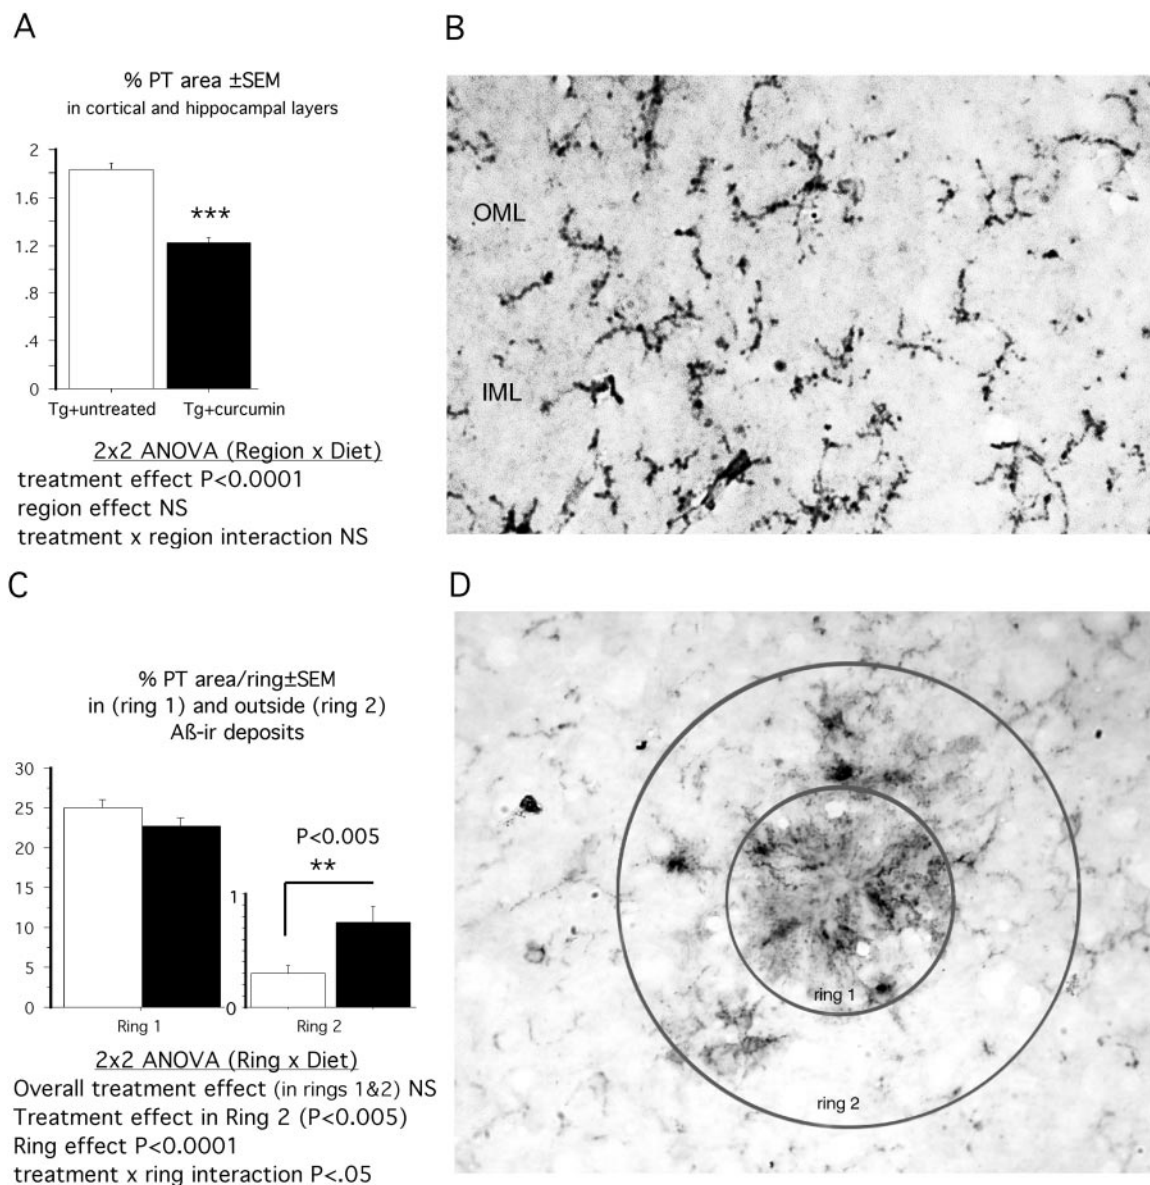 A
% PT area ±SEM
in cortical and hippocampal layers
2
1.6
1.2
.8
.4
0
***
Tg+untreated Tg+curcumin
2x2 ANOVA (Region x Diet)
treatment effect P<0.0001
region effect NS
treatment x region interaction NS
B
OML
IML
C
% PT area/ring±SEM
in (ring 1) and outside (ring 2)
Aß-ir deposits
30
25
20
15
10
5
0
1
0
P<0.005
**
Ring 1 Ring 2
2x2 ANOVA (Ring x Diet)
Overall treatment effect (in rings 1&2) NS
Treatment effect in Ring 2 (P<0.005)
Ring effect P<0.0001
treatment x ring interaction P<.05
D
ring 1
ring 2